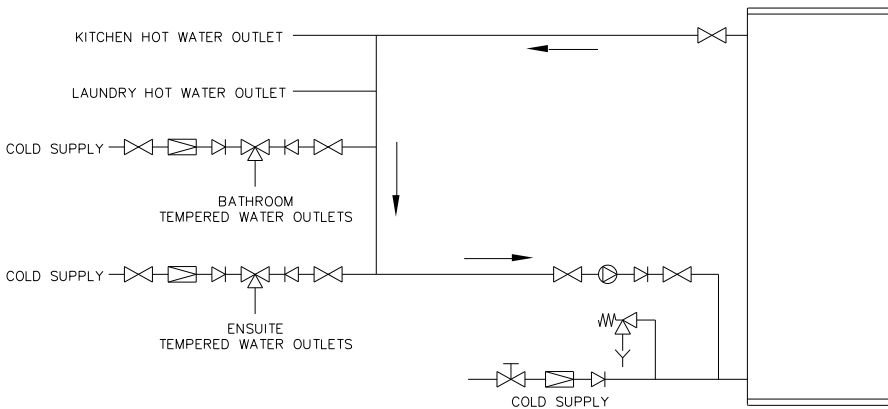 KITCHEN HOT WATER OUTLET
LAUNDRY HOT WATER OUTLET
COLD SUPPLY
BATHROOM
TEMPERED WATER OUTLETS
COLD SUPPLY
ENSUITE
TEMPERED WATER OUTLETS
COLD SUPPLY